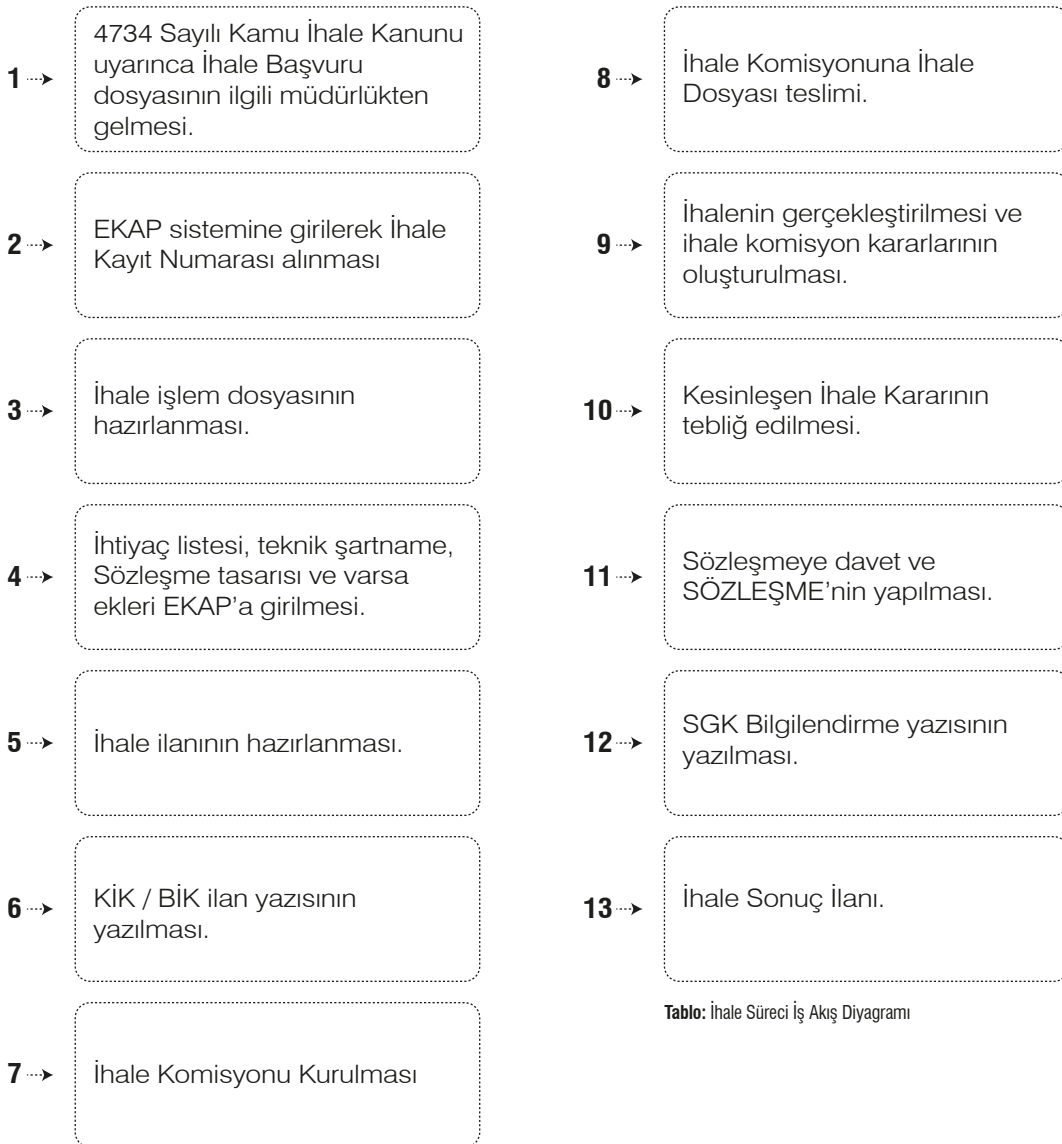 1
4734 Sayılı Kamu İhale Kanunu
uyarınca İhale Başvuru
dosyasının ilgili müdürlükten
gelmesi.
2
EKAP sistemine girilerek İhale
Kayıt Numarası alınması
3
İhale işlem dosyasının
hazırlanması.
4
İhtiyaç listesi, teknik şartname,
Sözleşme tasarısı ve varsa
ekleri EKAP’a girilmesi.
5
İhale ilanının hazırlanması.
6
KİK / BİK ilan yazısının
yazılması.
7
İhale Komisyonu Kurulması
8
İhale Komisyonuna İhale
Dosyası teslimi.
9
İhalenin gerçekleştirilmesi ve
ihale komisyon kararlarının
oluşturulması.
10
Kesinleşen İhale Kararının
tebliğ edilmesi.
11
Sözleşmeye davet ve
SÖZLEŞME’nin yapılması.
12
SGK Bilgilendirme yazısının
yazılması.
13
İhale Sonuç İlanı.
Tablo: İhale Süreci İş Akış Diyagramı